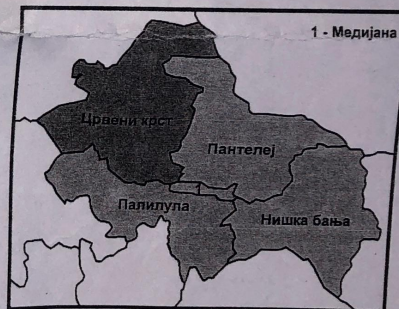 1 - Медијана
Црвени крст
Пантелеј
Палилула
Нишка бања